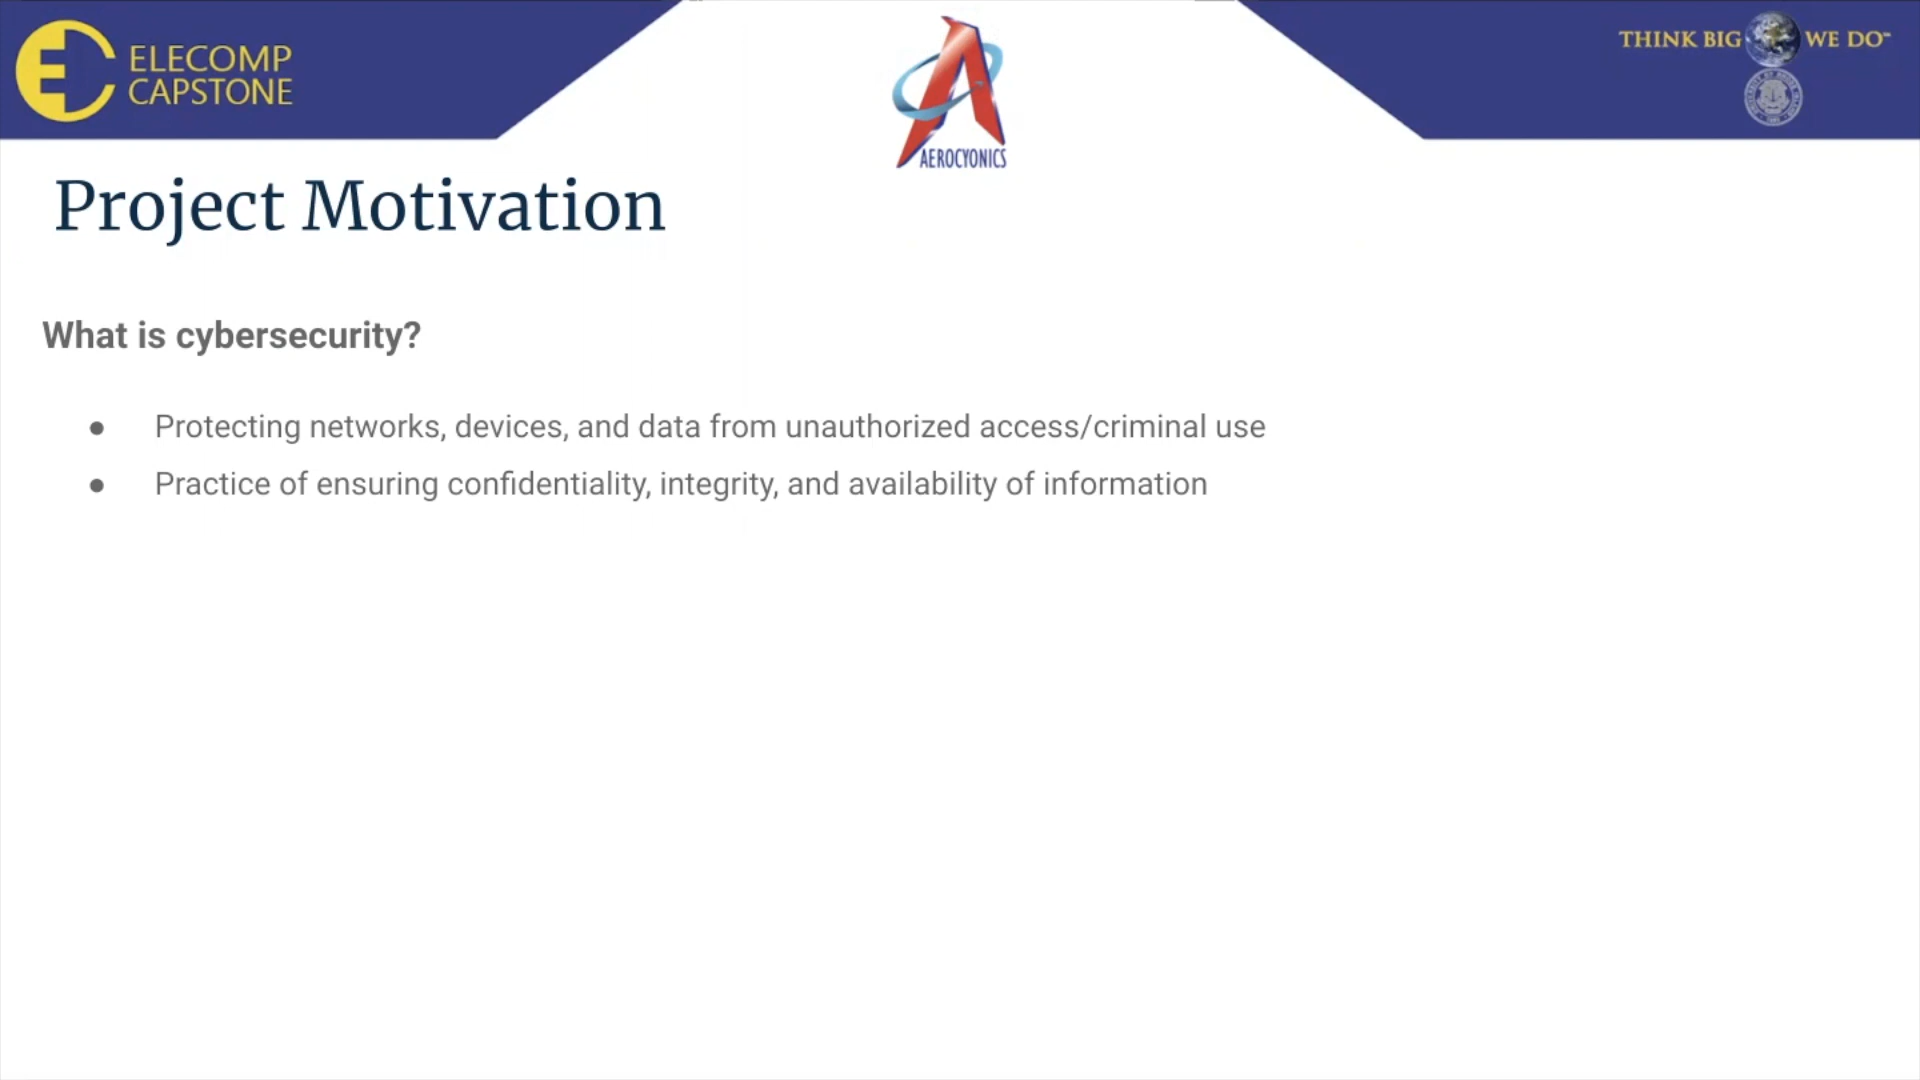 ELECOMP
CAPSTONE
AEROCYONICS
THINK BIG WE DO™
Project Motivation
What is cybersecurity?
● Protecting networks, devices, and data from unauthorized access/criminal use
● Practice of ensuring confidentiality, integrity, and availability of information